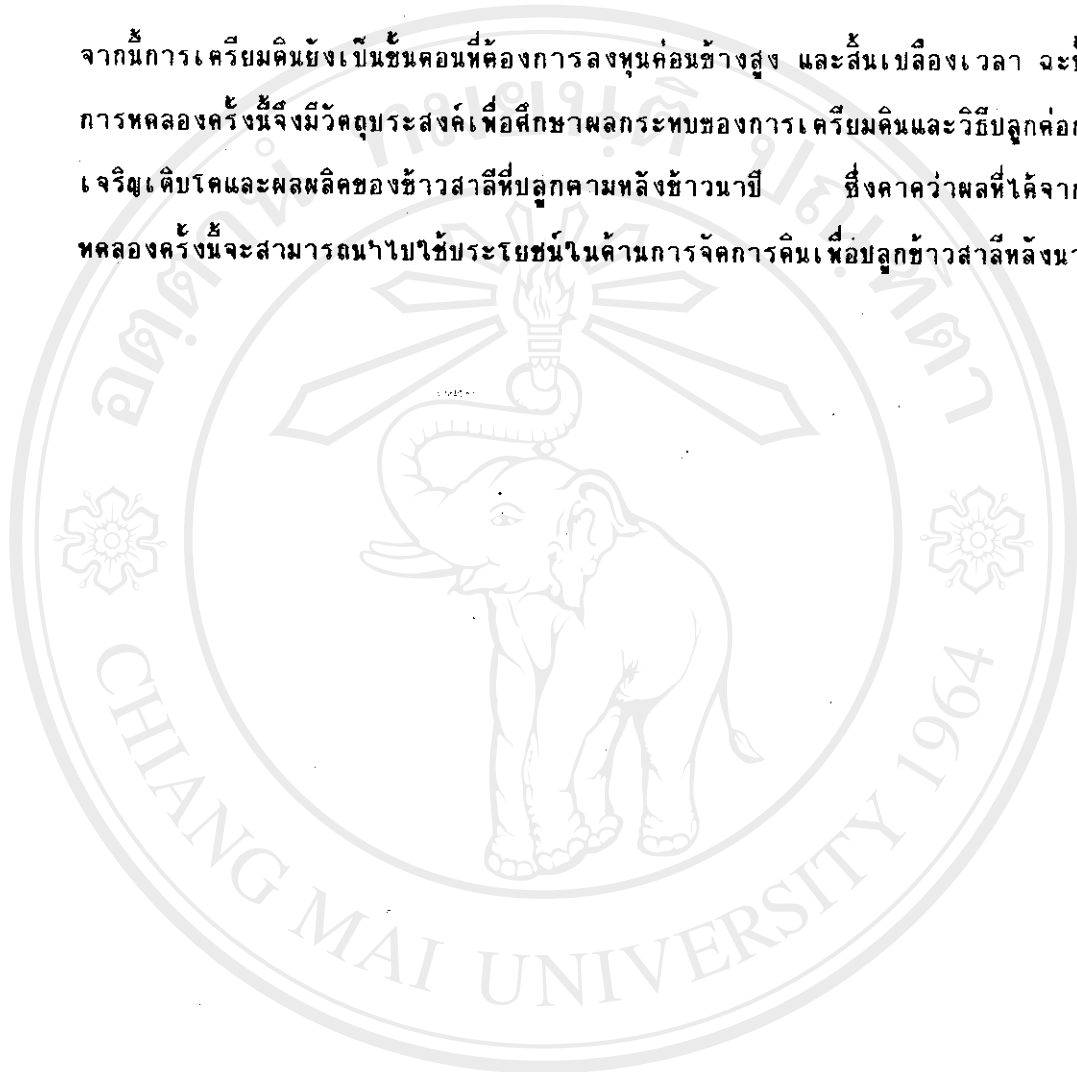 จากนี้การเตรียมดินยังเป็นขั้นตอนที่ต้องการลงทุนค่อนข้างสูง และสิ้นเปลืองเวลา
การทดลองครั้งนี้จึงมีวัตถุประสงค์เพื่อศึกษาผลกระทบของการเตรียมดินและวิธีปลูกต่อ
เจริญเติบโตและผลผลิตของข้าวสาลีที่ปลูกตามหลังข้าวนาปี ซึ่งคาดว่าผลที่ได้จาก
ทดลองครั้งนี้จะสามารถนำไปใช้ประโยชน์ในด้านการจัดการดินเพื่อปลูกข้าวสาลีหลัง
อตฺตานํ ทมยนฺติ ปณฺฑิตา
CHIANG MAI UNIVERSITY 1964